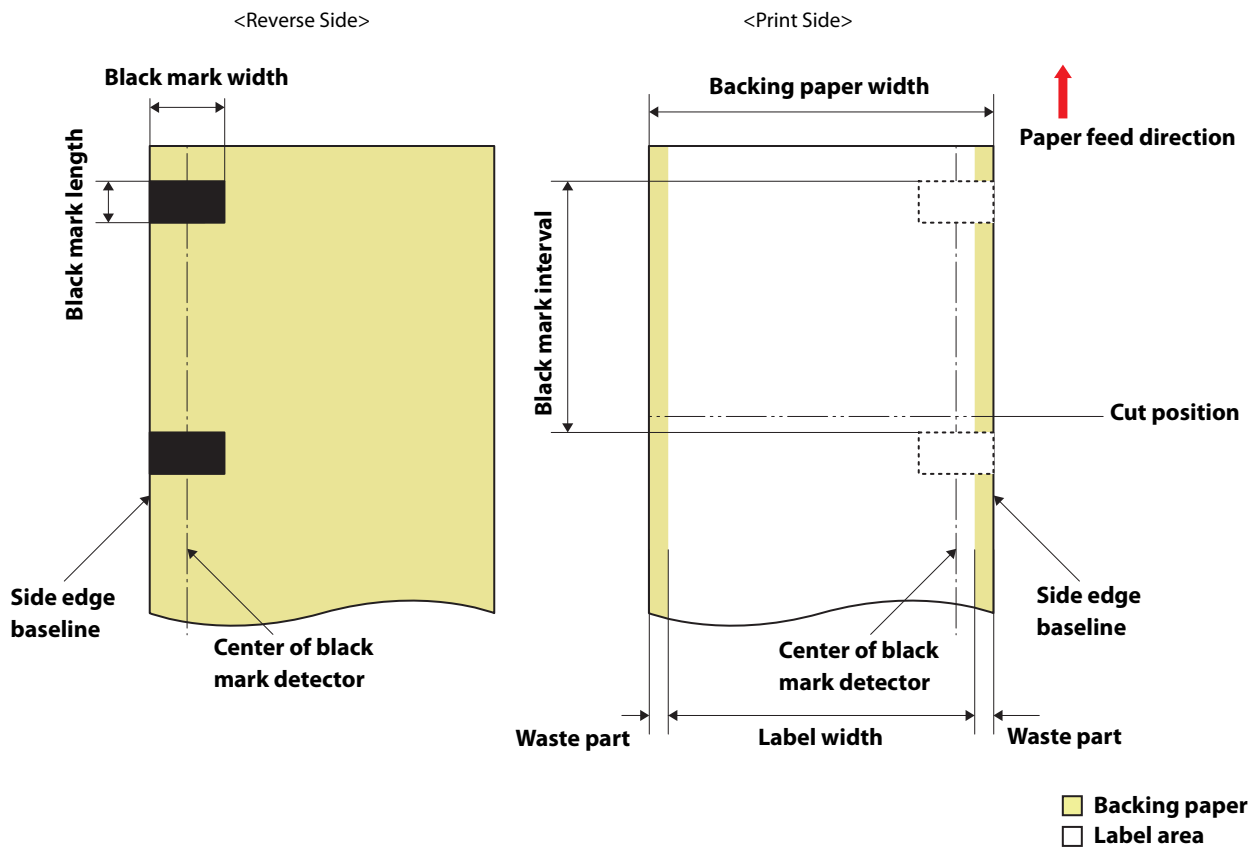 <Reverse Side>
<Print Side>
Black mark width
Backing paper width
Paper feed direction
Black mark length
Black mark interval
Cut position
Side edge
baseline
Center of black
mark detector
Side edge
baseline
Center of black
mark detector
Waste part
Label width
Waste part
Backing paper
Label area